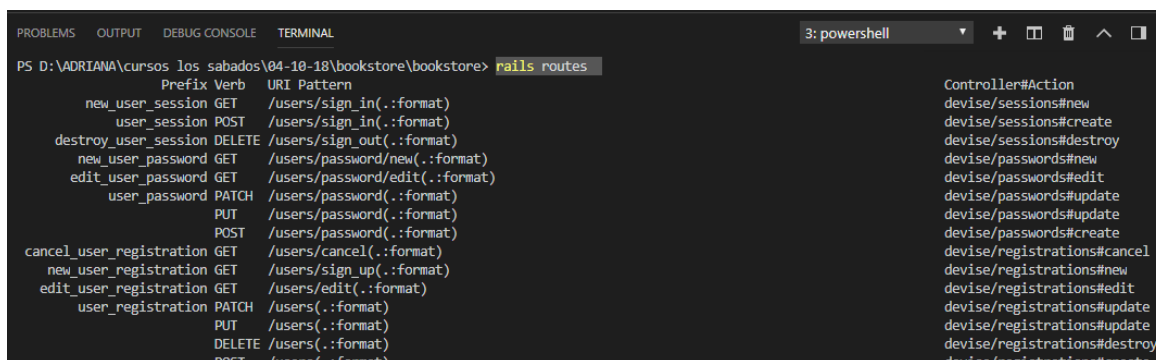 PROBLEMS OUTPUT DEBUG CONSOLE TERMINAL 3: powershell
PS D:\ADRIANA\cursos los sabados\04-10-18\bookstore\bookstore> rails routes
Prefix Verb URI Pattern Controller#Action
new_user_session GET /users/sign_in(.:format) devise/sessions#new
user_session POST /users/sign_in(.:format) devise/sessions#create
destroy_user_session DELETE /users/sign_out(.:format) devise/sessions#destroy
new_user_password GET /users/password/new(.:format) devise/passwords#new
edit_user_password GET /users/password/edit(.:format) devise/passwords#edit
user_password PATCH /users/password(.:format) devise/passwords#update
PUT /users/password(.:format) devise/passwords#update
POST /users/password(.:format) devise/passwords#create
cancel_user_registration GET /users/cancel(.:format) devise/registrations#cancel
new_user_registration GET /users/sign_up(.:format) devise/registrations#new
edit_user_registration GET /users/edit(.:format) devise/registrations#edit
user_registration PATCH /users(.:format) devise/registrations#update
PUT /users(.:format) devise/registrations#update
DELETE /users(.:format) devise/registrations#destroy